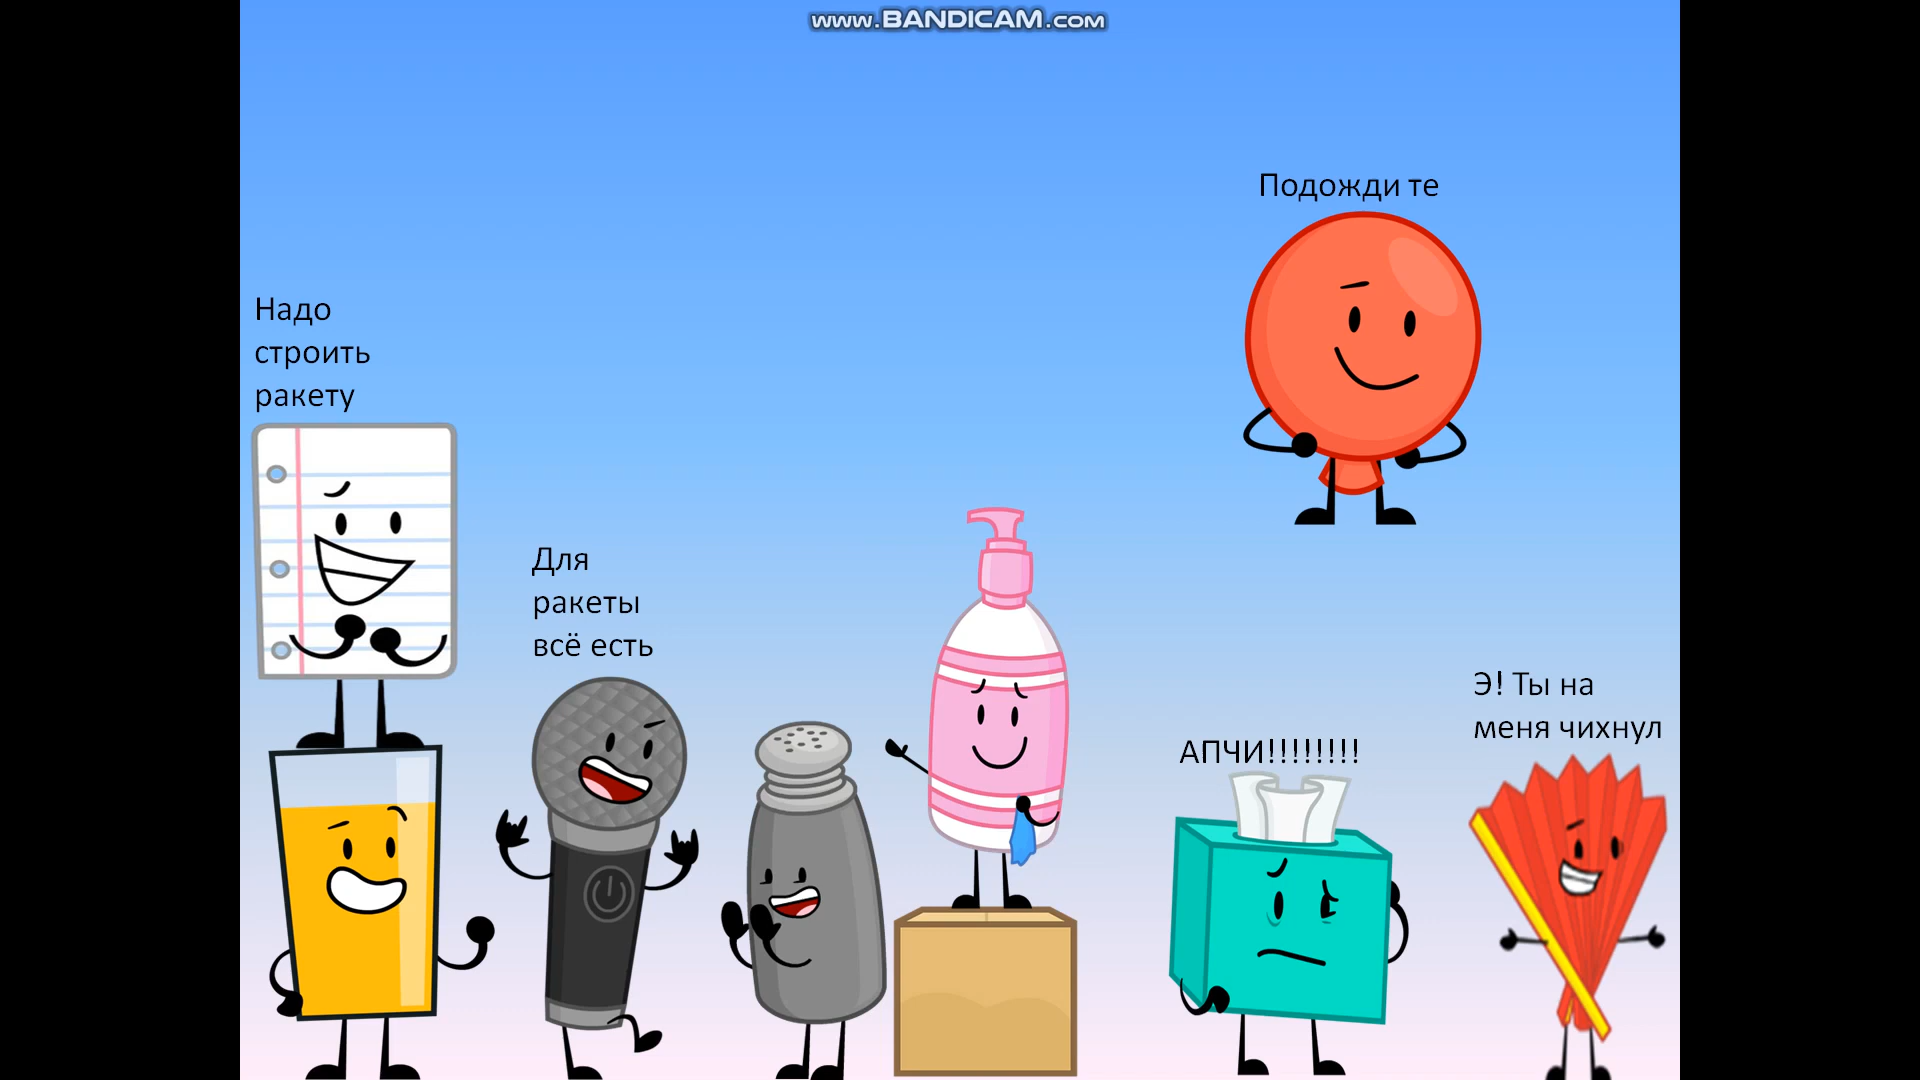 www.BANDICAM.com
Подожди те
Надо
строить
ракету
Для
ракеты
всё есть
Э! Ты на
меня чихнул
АПЧИ!!!!!!!!